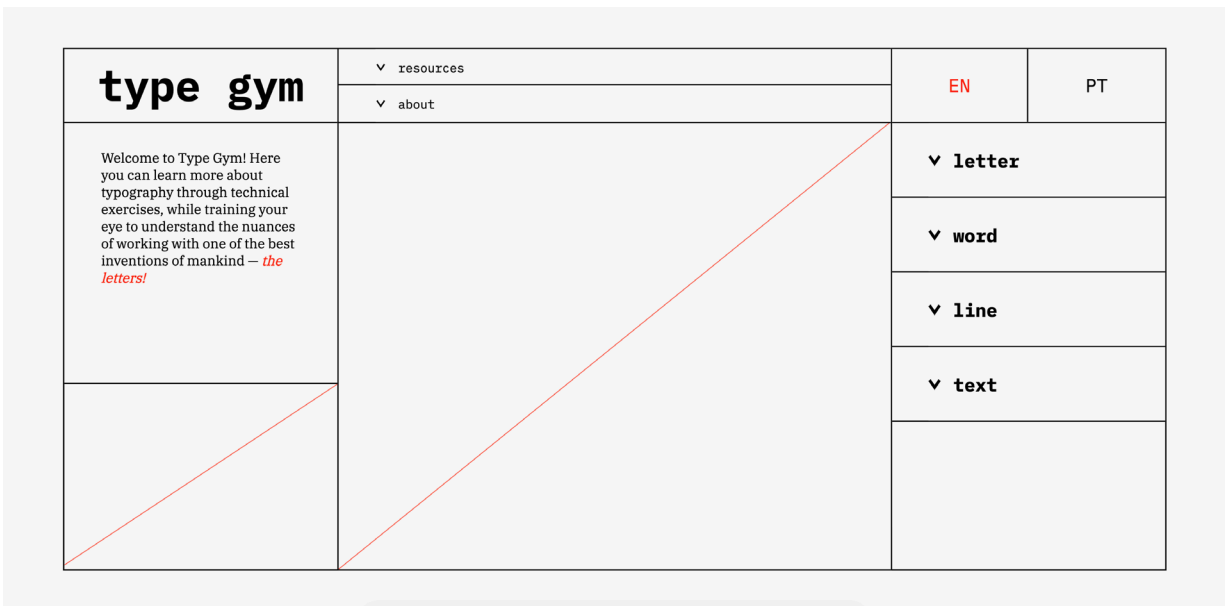 type gym
resources
about
EN
PT
Welcome to Type Gym! Here
you can learn more about
typography through technical
exercises, while training your
eye to understand the nuances
of working with one of the best
inventions of mankind — the
letters!
letter
word
line
text